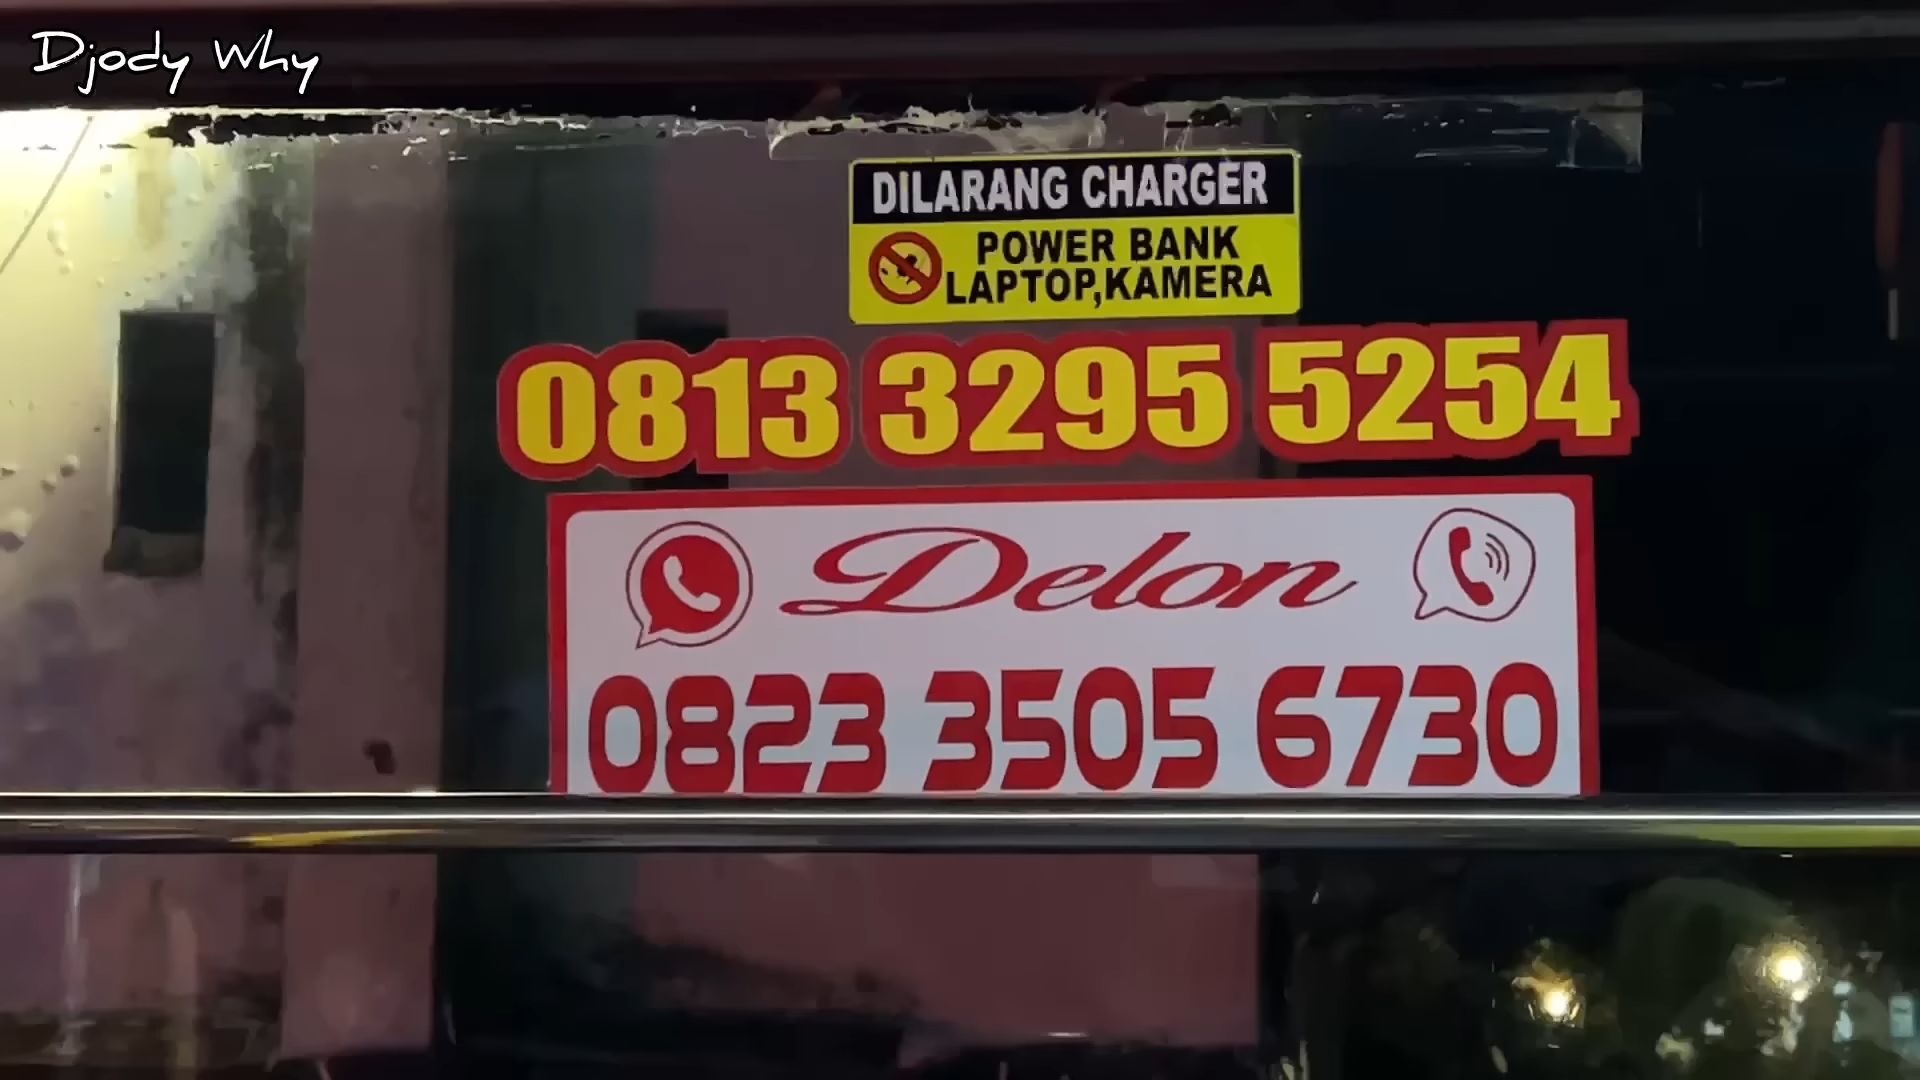 Djody Why
DILARANG CHARGER
POWER BANK
LAPTOP,KAMERA
0813 3295 5254
Delon
0823 3505 6730